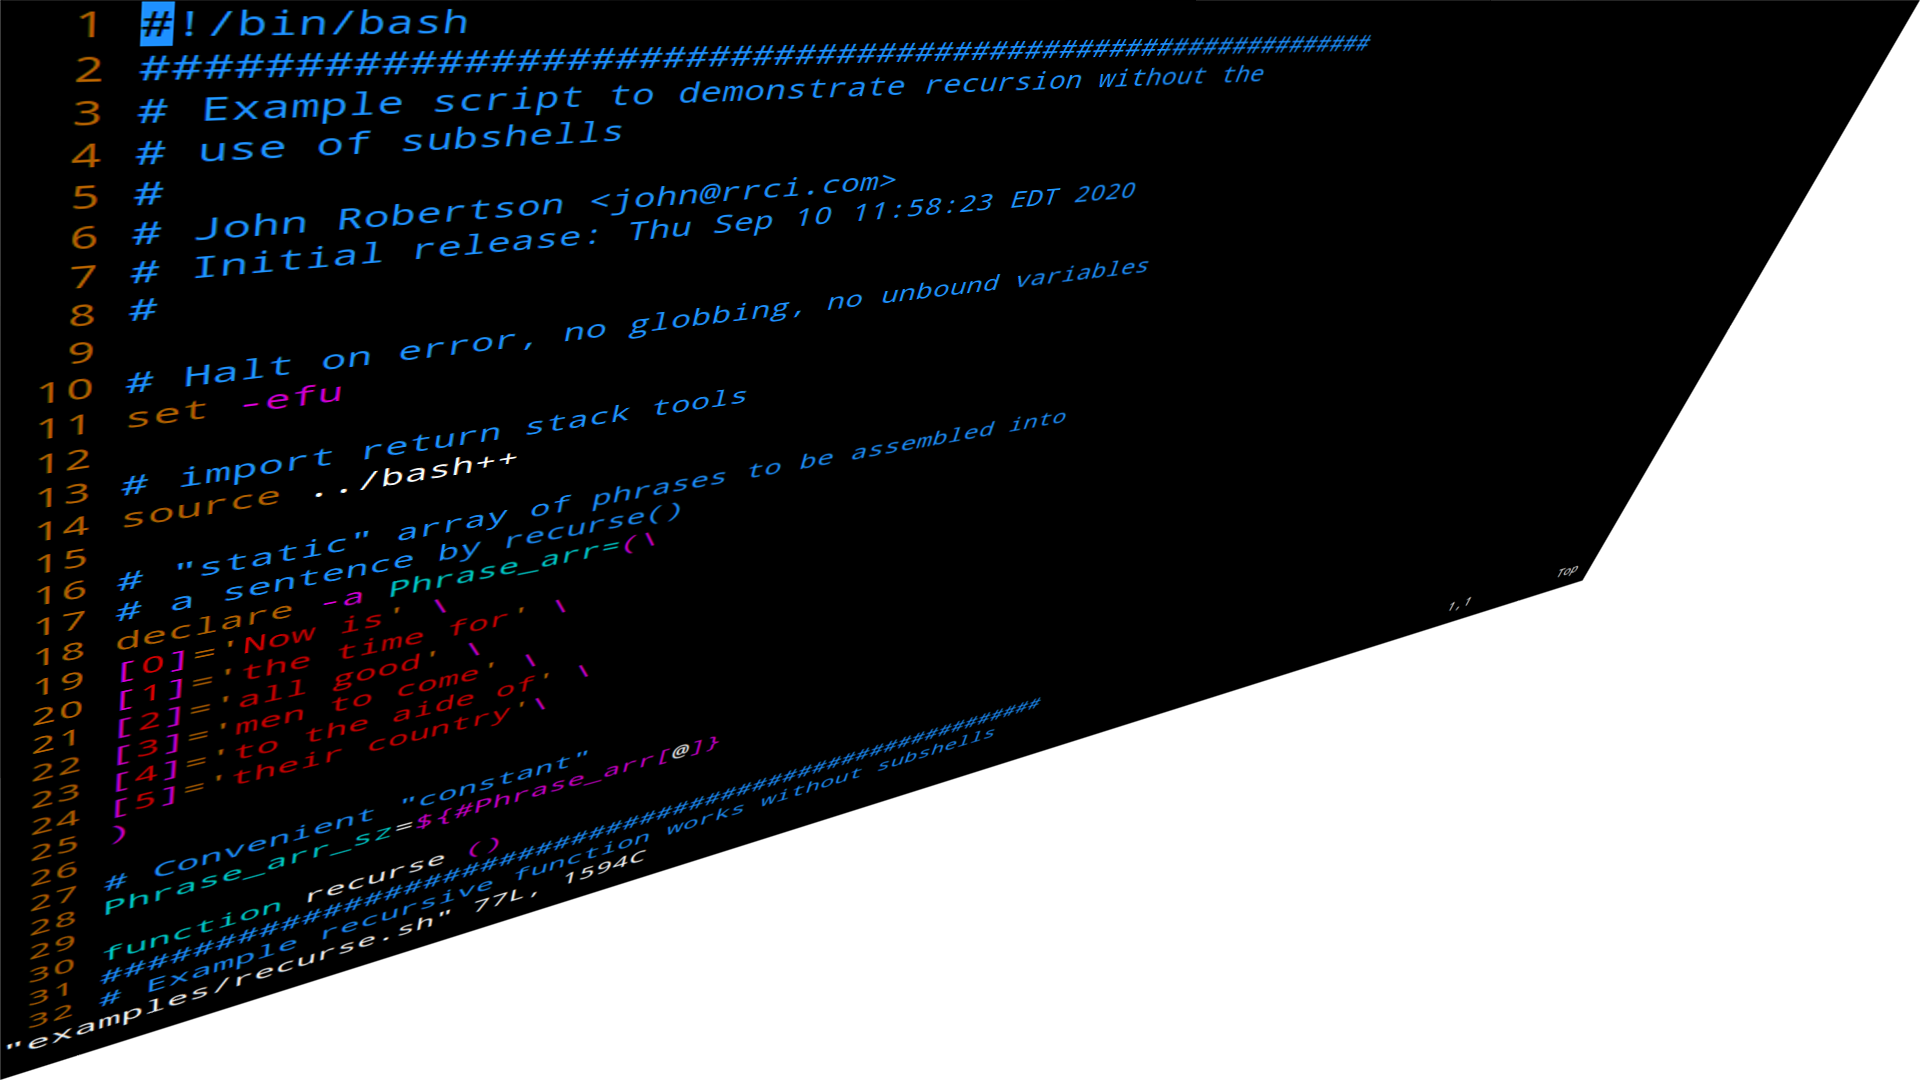 1 #!/bin/bash
2 ################################################################
3 # Example script to demonstrate recursion without the
4 # use of subshells
5 #
6 # John Robertson <john@rrci.com>
7 # Initial release: Thu Sep 10 11:58:23 EDT 2020
8 #
9
10 # Halt on error, no globbing, no unbound variables
11 set -efu
12
13 # import return stack tools
14 source ../bash++
15
16 # "static" array of phrases to be assembled into
17 # a sentence by recurse()
18 declare -a Phrase_arr=(\
19 [0]='Now is' \
20 [1]='the time for' \
21 [2]='all good' \
22 [3]='men to come' \
23 [4]='to the aide of' \
24 [5]='their country'\
25 )
26
27 # Convenient "constant"
28 Phrase_arr_sz=${#Phrase_arr[@]}
29
30 function recurse ()
31 ################################################################
32 # Example recursive function works without subshells
"examples/recurse.sh" 77L, 1594C 1,1 Top